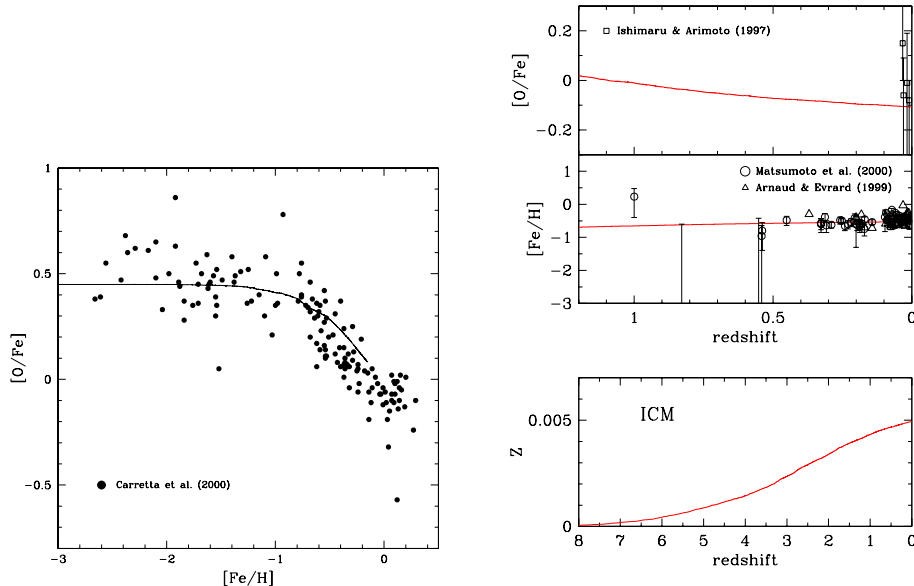 1
0.5
0
−0.5
[O/Fe]
Carretta et al. (2000)
−3
−2
−1
0
[Fe/H]
0.2
0
−0.2
[O/Fe]
Ishimaru & Arimoto (1997)
1
0
−1
−2
−3
[Fe/H]
Matsumoto et al. (2000)
Arnaud & Evrard (1999)
1
0.5
0
redshift
0.005
0
Z
ICM
8
7
6
5
4
3
2
1
0
redshift